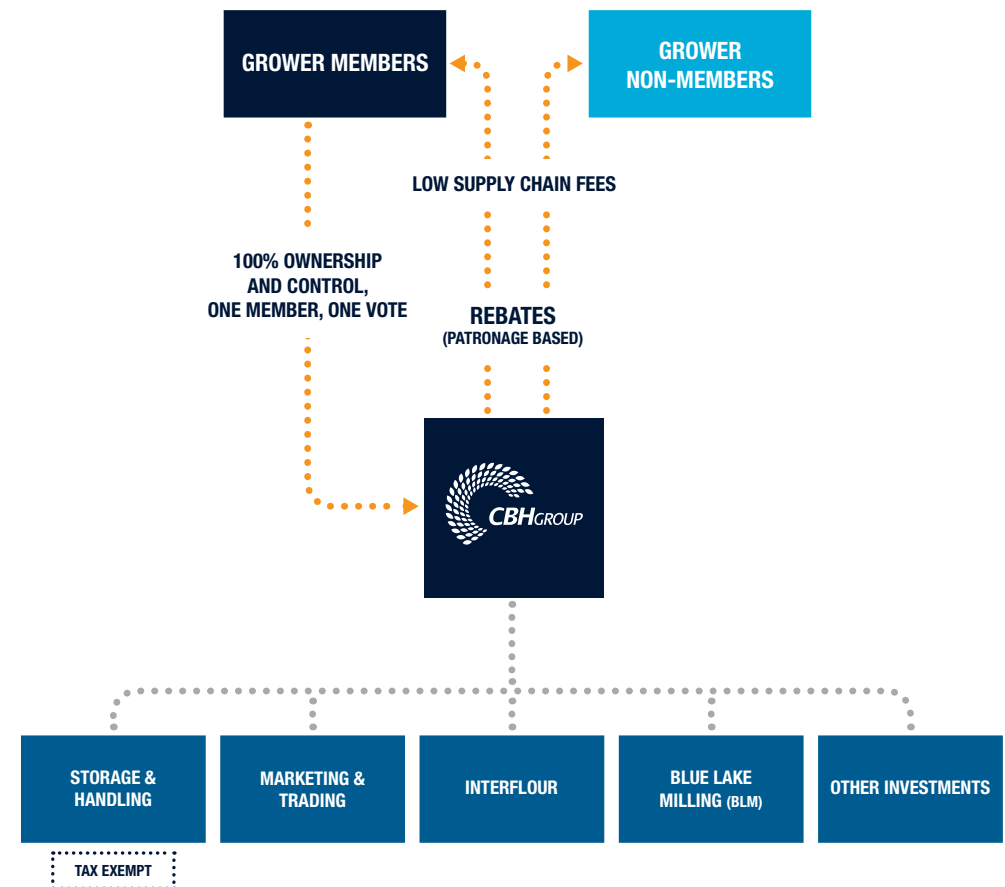 GROWER MEMBERS
GROWER
NON-MEMBERS
LOW SUPPLY CHAIN FEES
100% OWNERSHIP
AND CONTROL,
ONE MEMBER, ONE VOTE
REBATES
(PATRONAGE BASED)
CBHGROUP
STORAGE &
HANDLING
MARKETING &
TRADING
INTERFLOUR
BLUE LAKE
MILLING (BLM)
OTHER INVESTMENTS
TAX EXEMPT